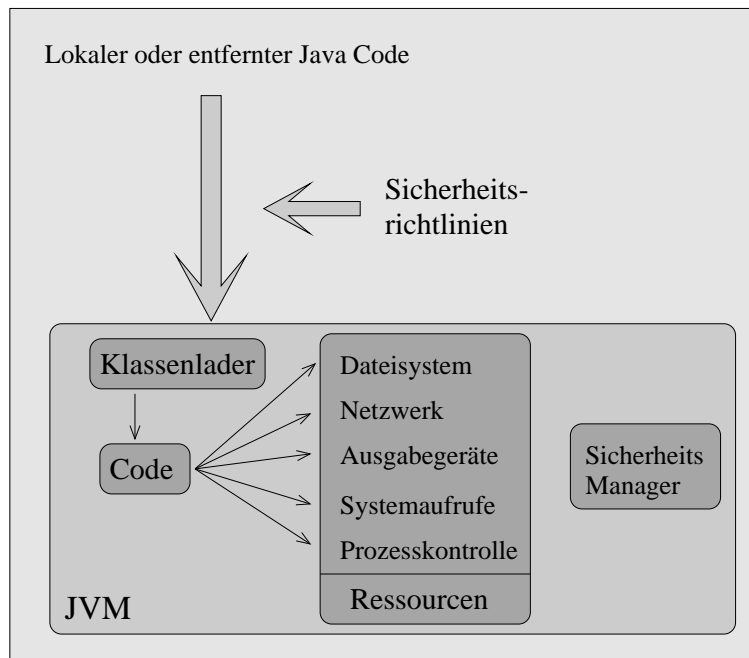 Lokaler oder entfernter Java Code
Sicherheits-
richtlinien
Klassenlader
Code
Dateisystem
Netzwerk
Ausgabegeräte
Systemaufrufe
Prozesskontrolle
Ressourcen
Sicherheits
Manager
JVM